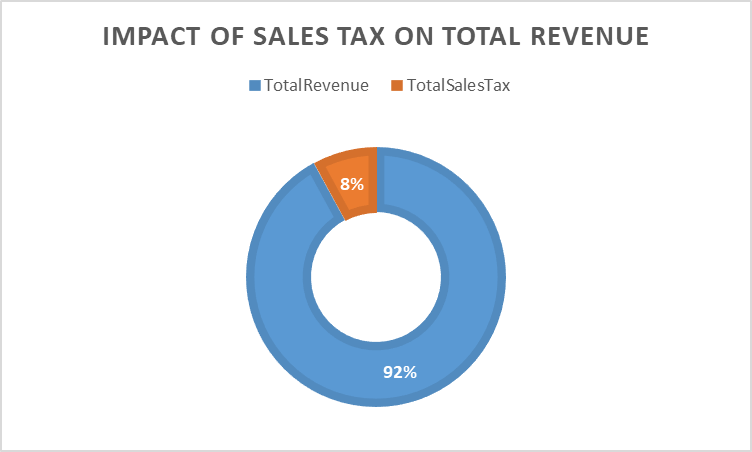 IMPACT OF SALES TAX ON TOTAL REVENUE
TotalRevenue TotalSalesTax
8%
92%